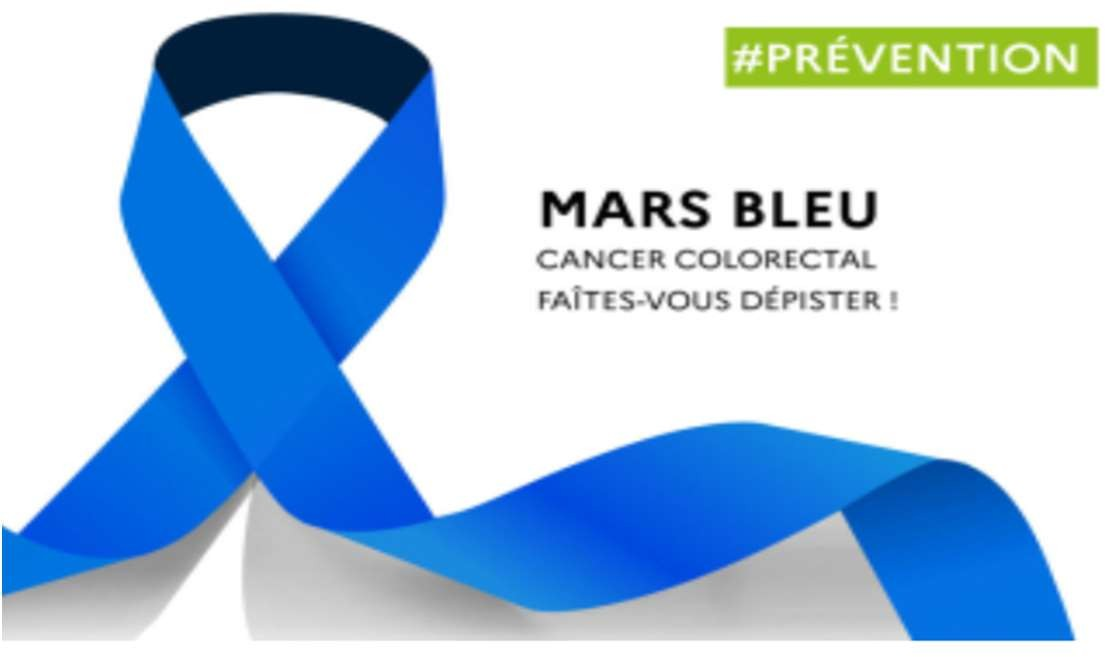 #PRÉVENTION
MARS BLEU
CANCER COLORECTAL
FAÎTES-VOUS DÉPISTER !